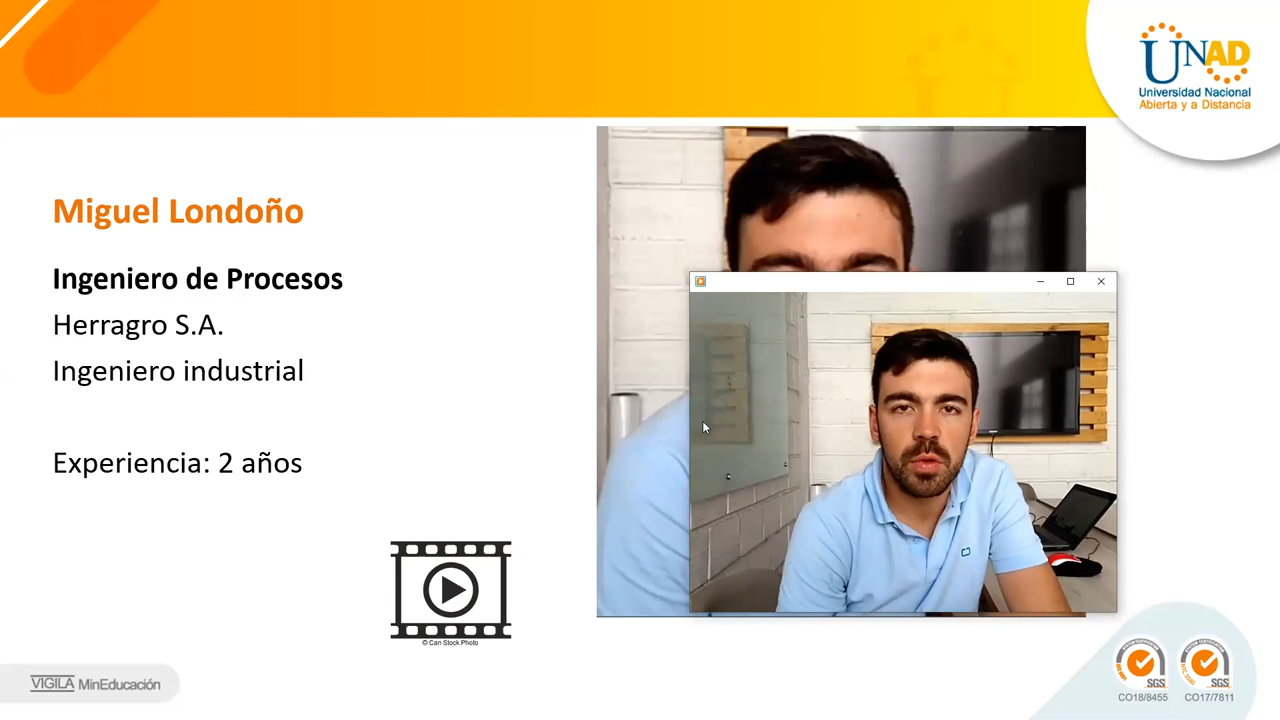 UNAD
Universidad Nacional
Abierta y a Distancia
Miguel Londoño
Ingeniero de Procesos
Herragro S.A.
Ingeniero industrial
Experiencia: 2 años
© Can Stock Photo
VIGILA MinEducación
SGS
SGS
CO18/8455
CO17/7811